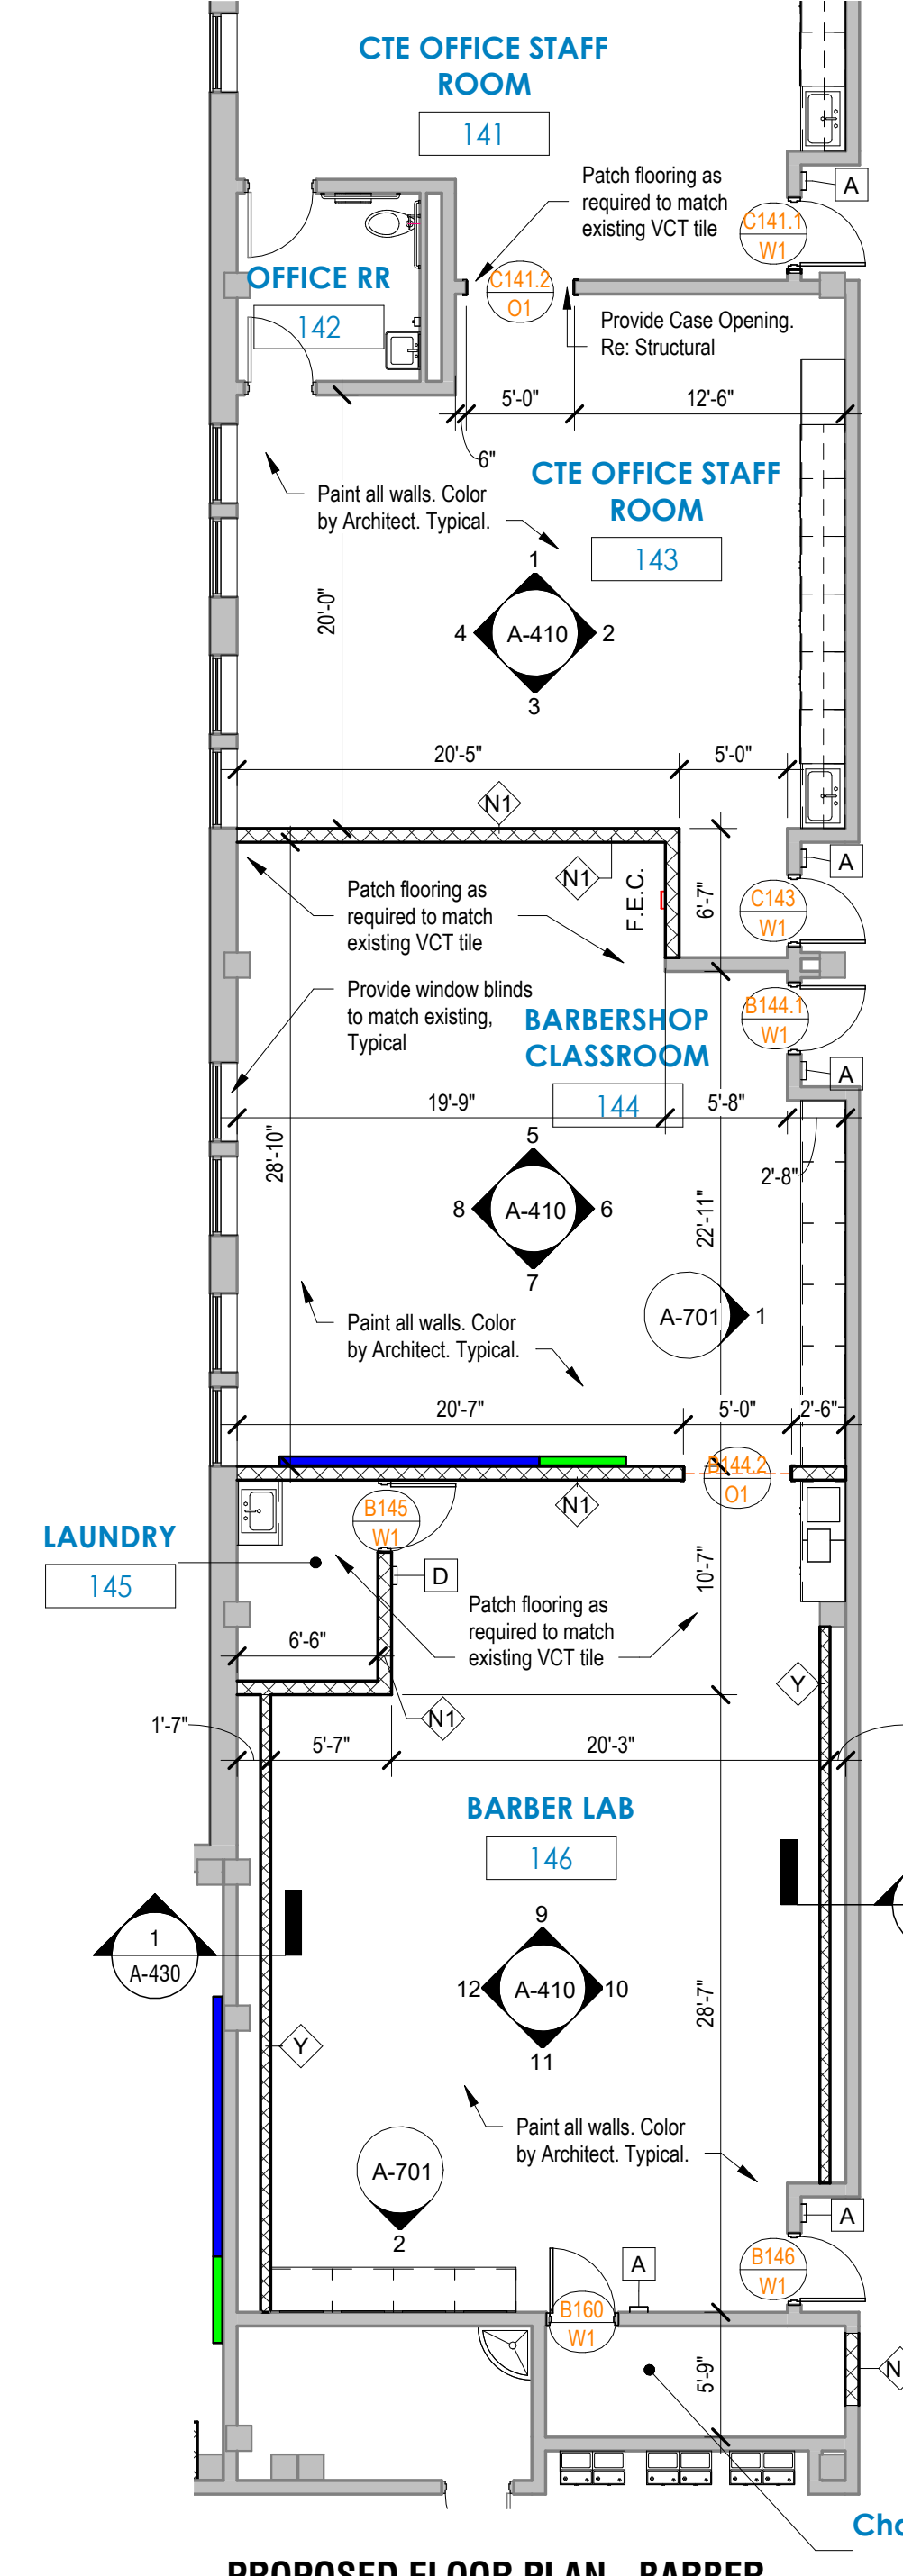 CTE OFFICE STAFF
ROOM
141
Patch flooring as
required to match
existing VCT tile
A
C141.1
W1
OFFICE RR
142
C141.2
O1
Provide Case Opening.
Re: Structural
5'-0"
12'-6"
6"
CTE OFFICE STAFF
ROOM
143
Paint all walls. Color
by Architect. Typical.
20'-0"
1
4
A-410
2
3
20'-5"
5'-0"
N1
A
N1
F.E.C.
6'-7"
C143
W1
Patch flooring as
required to match
existing VCT tile
Provide window blinds
to match existing,
Typical
BARBERSHOP
CLASSROOM
144
B144.1
W1
A
19'-9"
5'-8"
28'-10"
2'-8"
5
8
A-410
6
7
22'-11"
A-701
1
Paint all walls. Color
by Architect. Typical.
20'-7"
5'-0"
2'-6"
B144.2
O1
N1
B145
W1
LAUNDRY
145
D
10'-7"
Patch flooring as
required to match
existing VCT tile
6'-6"
Y
N1
1'-7"
5'-7"
20'-3"
BARBER LAB
146
1
A-430
9
12
A-410
10
11
28'-7"
Y
Paint all walls. Color
by Architect. Typical.
A-701
2
A
A
B146
W1
B160
W1
5'-9"
N
PROPOSED FLOOR PLAN - BARBER